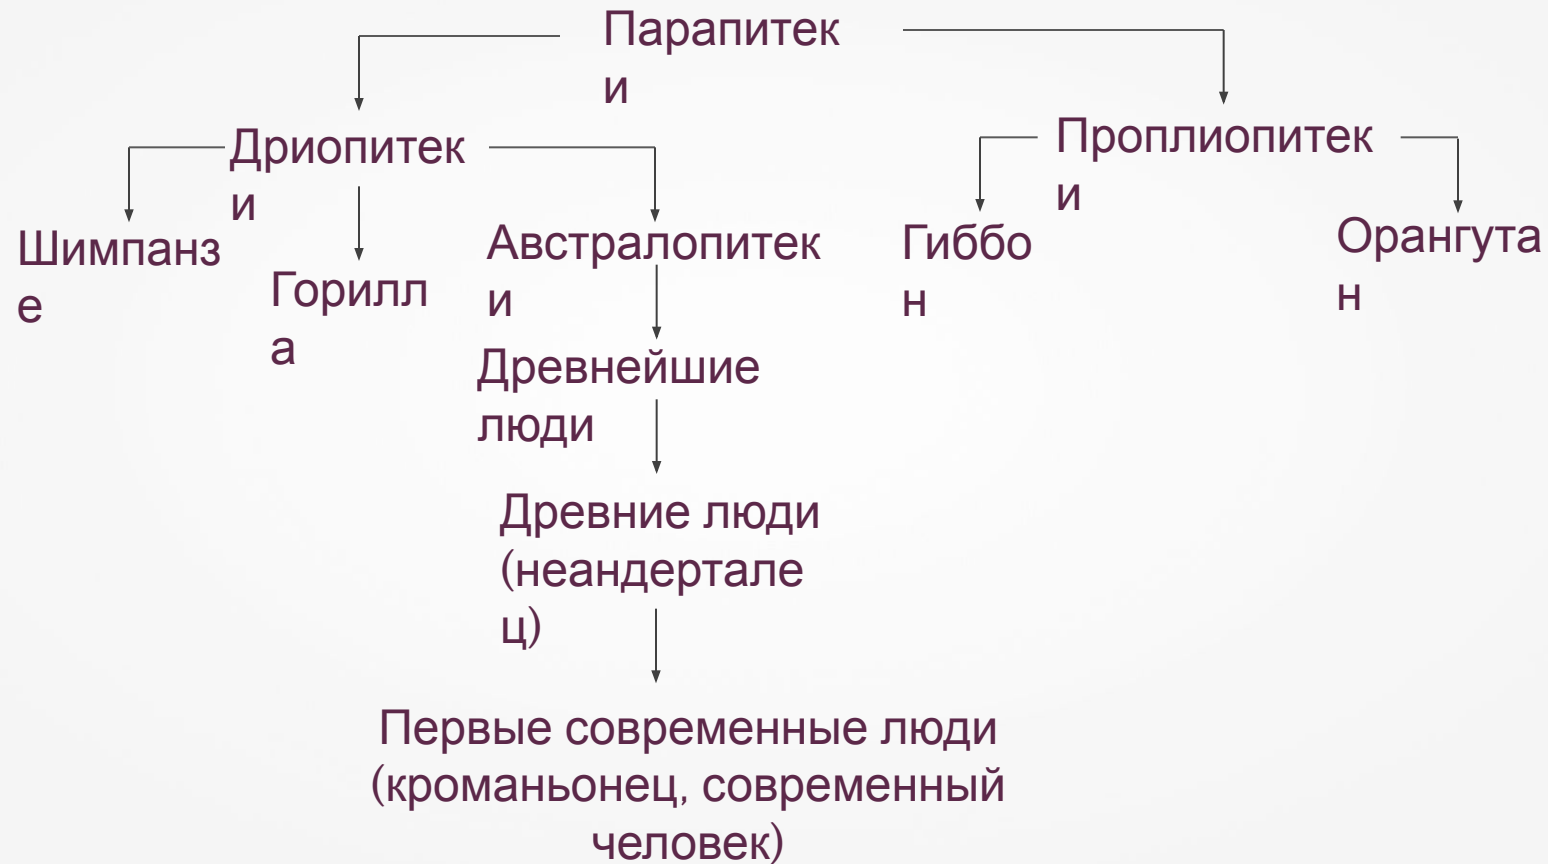 Парапитек
и
Дриопитек
и
Проплиопитек
и
Шимпанз
е
Горилл
а
Австралопитек
и
Гиббо
н
Орангута
н
Древнейшие
люди
Древние люди
(неандертале
ц)
Первые современные люди
(кроманьонец, современный
человек)